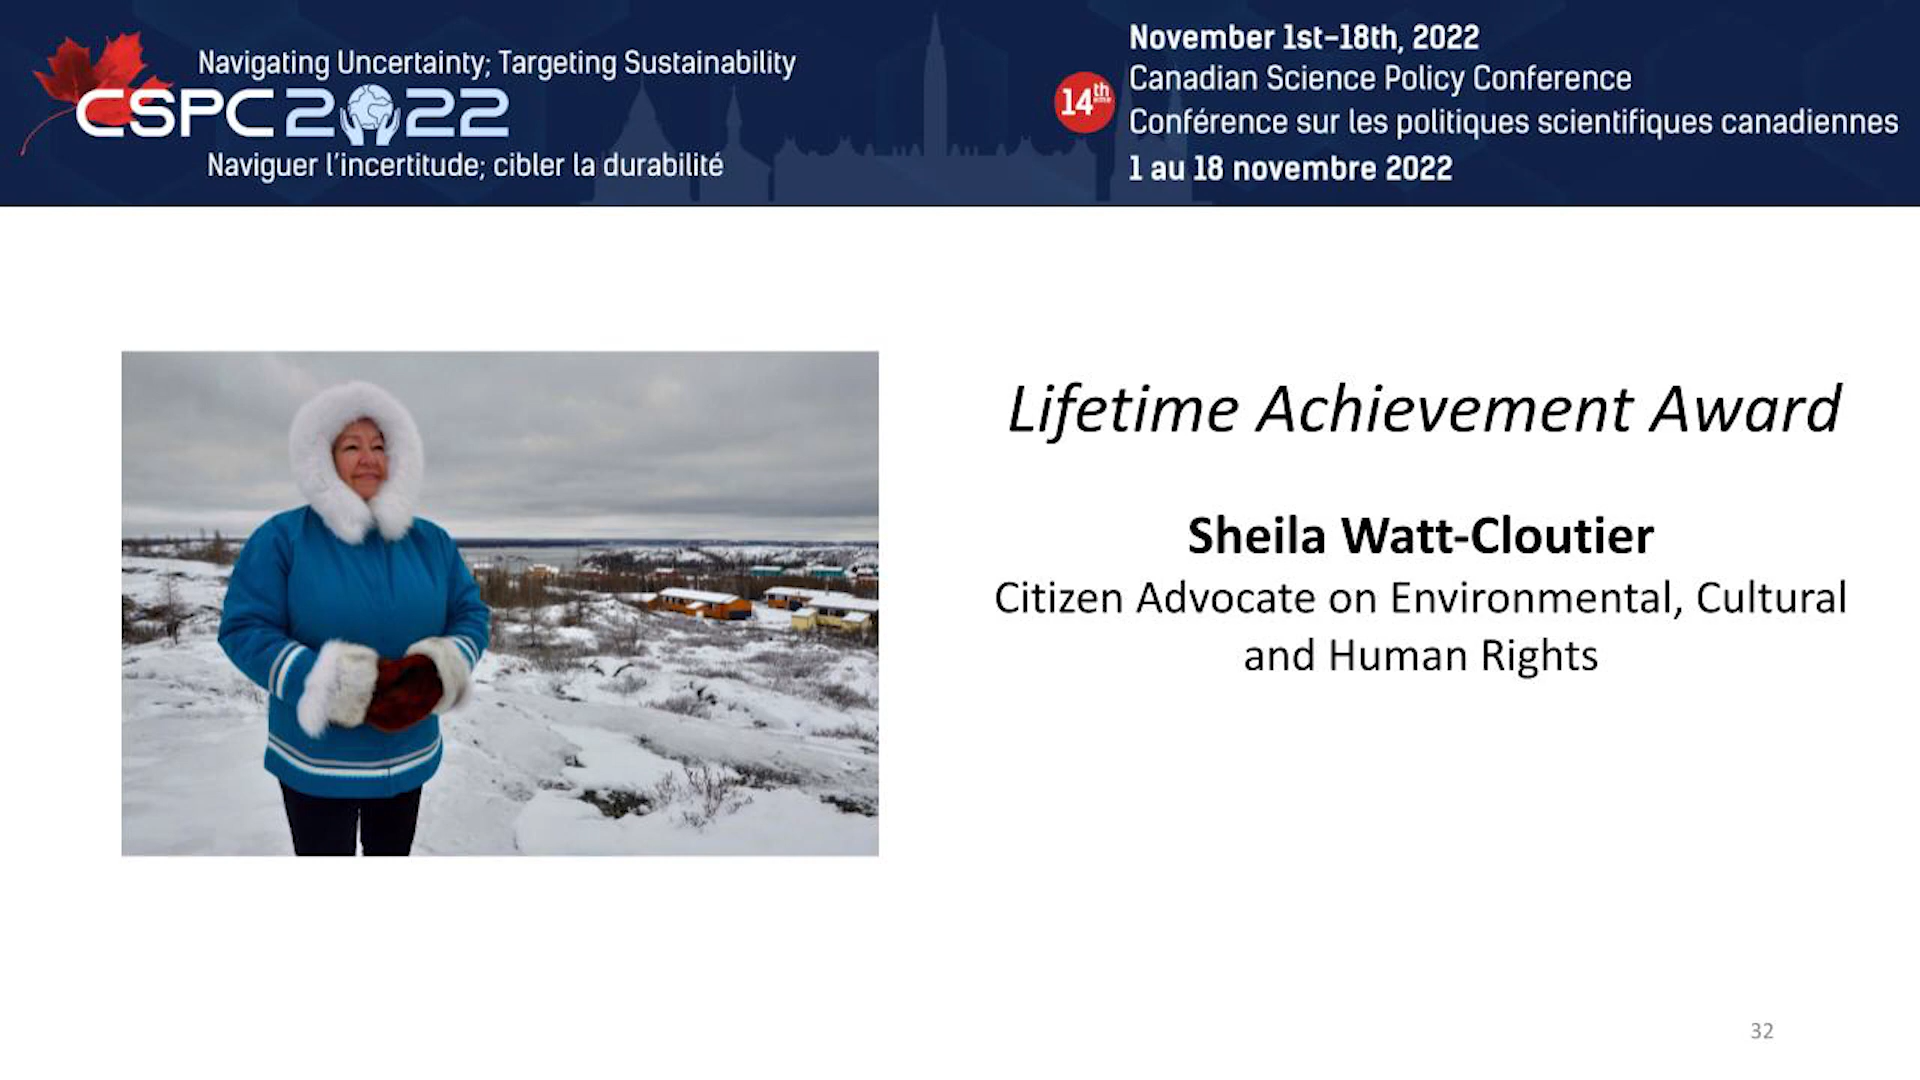 Navigating Uncertainty; Targeting Sustainability
CSPC 2022
Naviguer l'incertitude; cibler la durabilité
14th
ème
November 1st–18th, 2022
Canadian Science Policy Conference
Conférence sur les politiques scientifiques canadiennes
1 au 18 novembre 2022
Lifetime Achievement Award
Sheila Watt-Cloutier
Citizen Advocate on Environmental, Cultural
and Human Rights
32